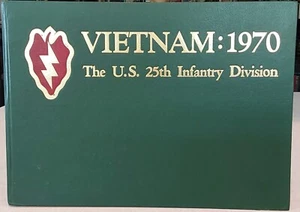 VIETNAM:1970
The U.S. 25th Infantry Division